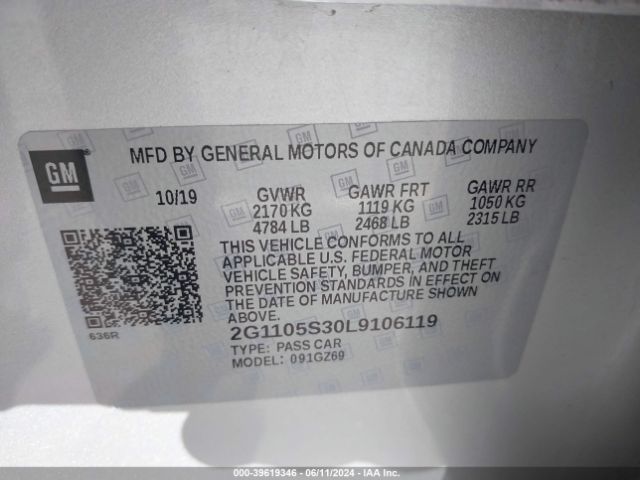 GM
MFD BY GENERAL MOTORS OF CANADA COMPANY
10/19 GVWR GAWR FRT GAWR RR
2170 KG 1119 KG 1050 KG
4784 LB 2468 LB 2315 LB
THIS VEHICLE CONFORMS TO ALL
APPLICABLE U.S. FEDERAL MOTOR
VEHICLE SAFETY, BUMPER, AND THEFT
PREVENTION STANDARDS IN EFFECT ON
THE DATE OF MANUFACTURE SHOWN
ABOVE.
636R
2G1105S30L9106119
TYPE: PASS CAR
MODEL: 091GZ69
000-39619346 - 06/11/2024 - IAA Inc.